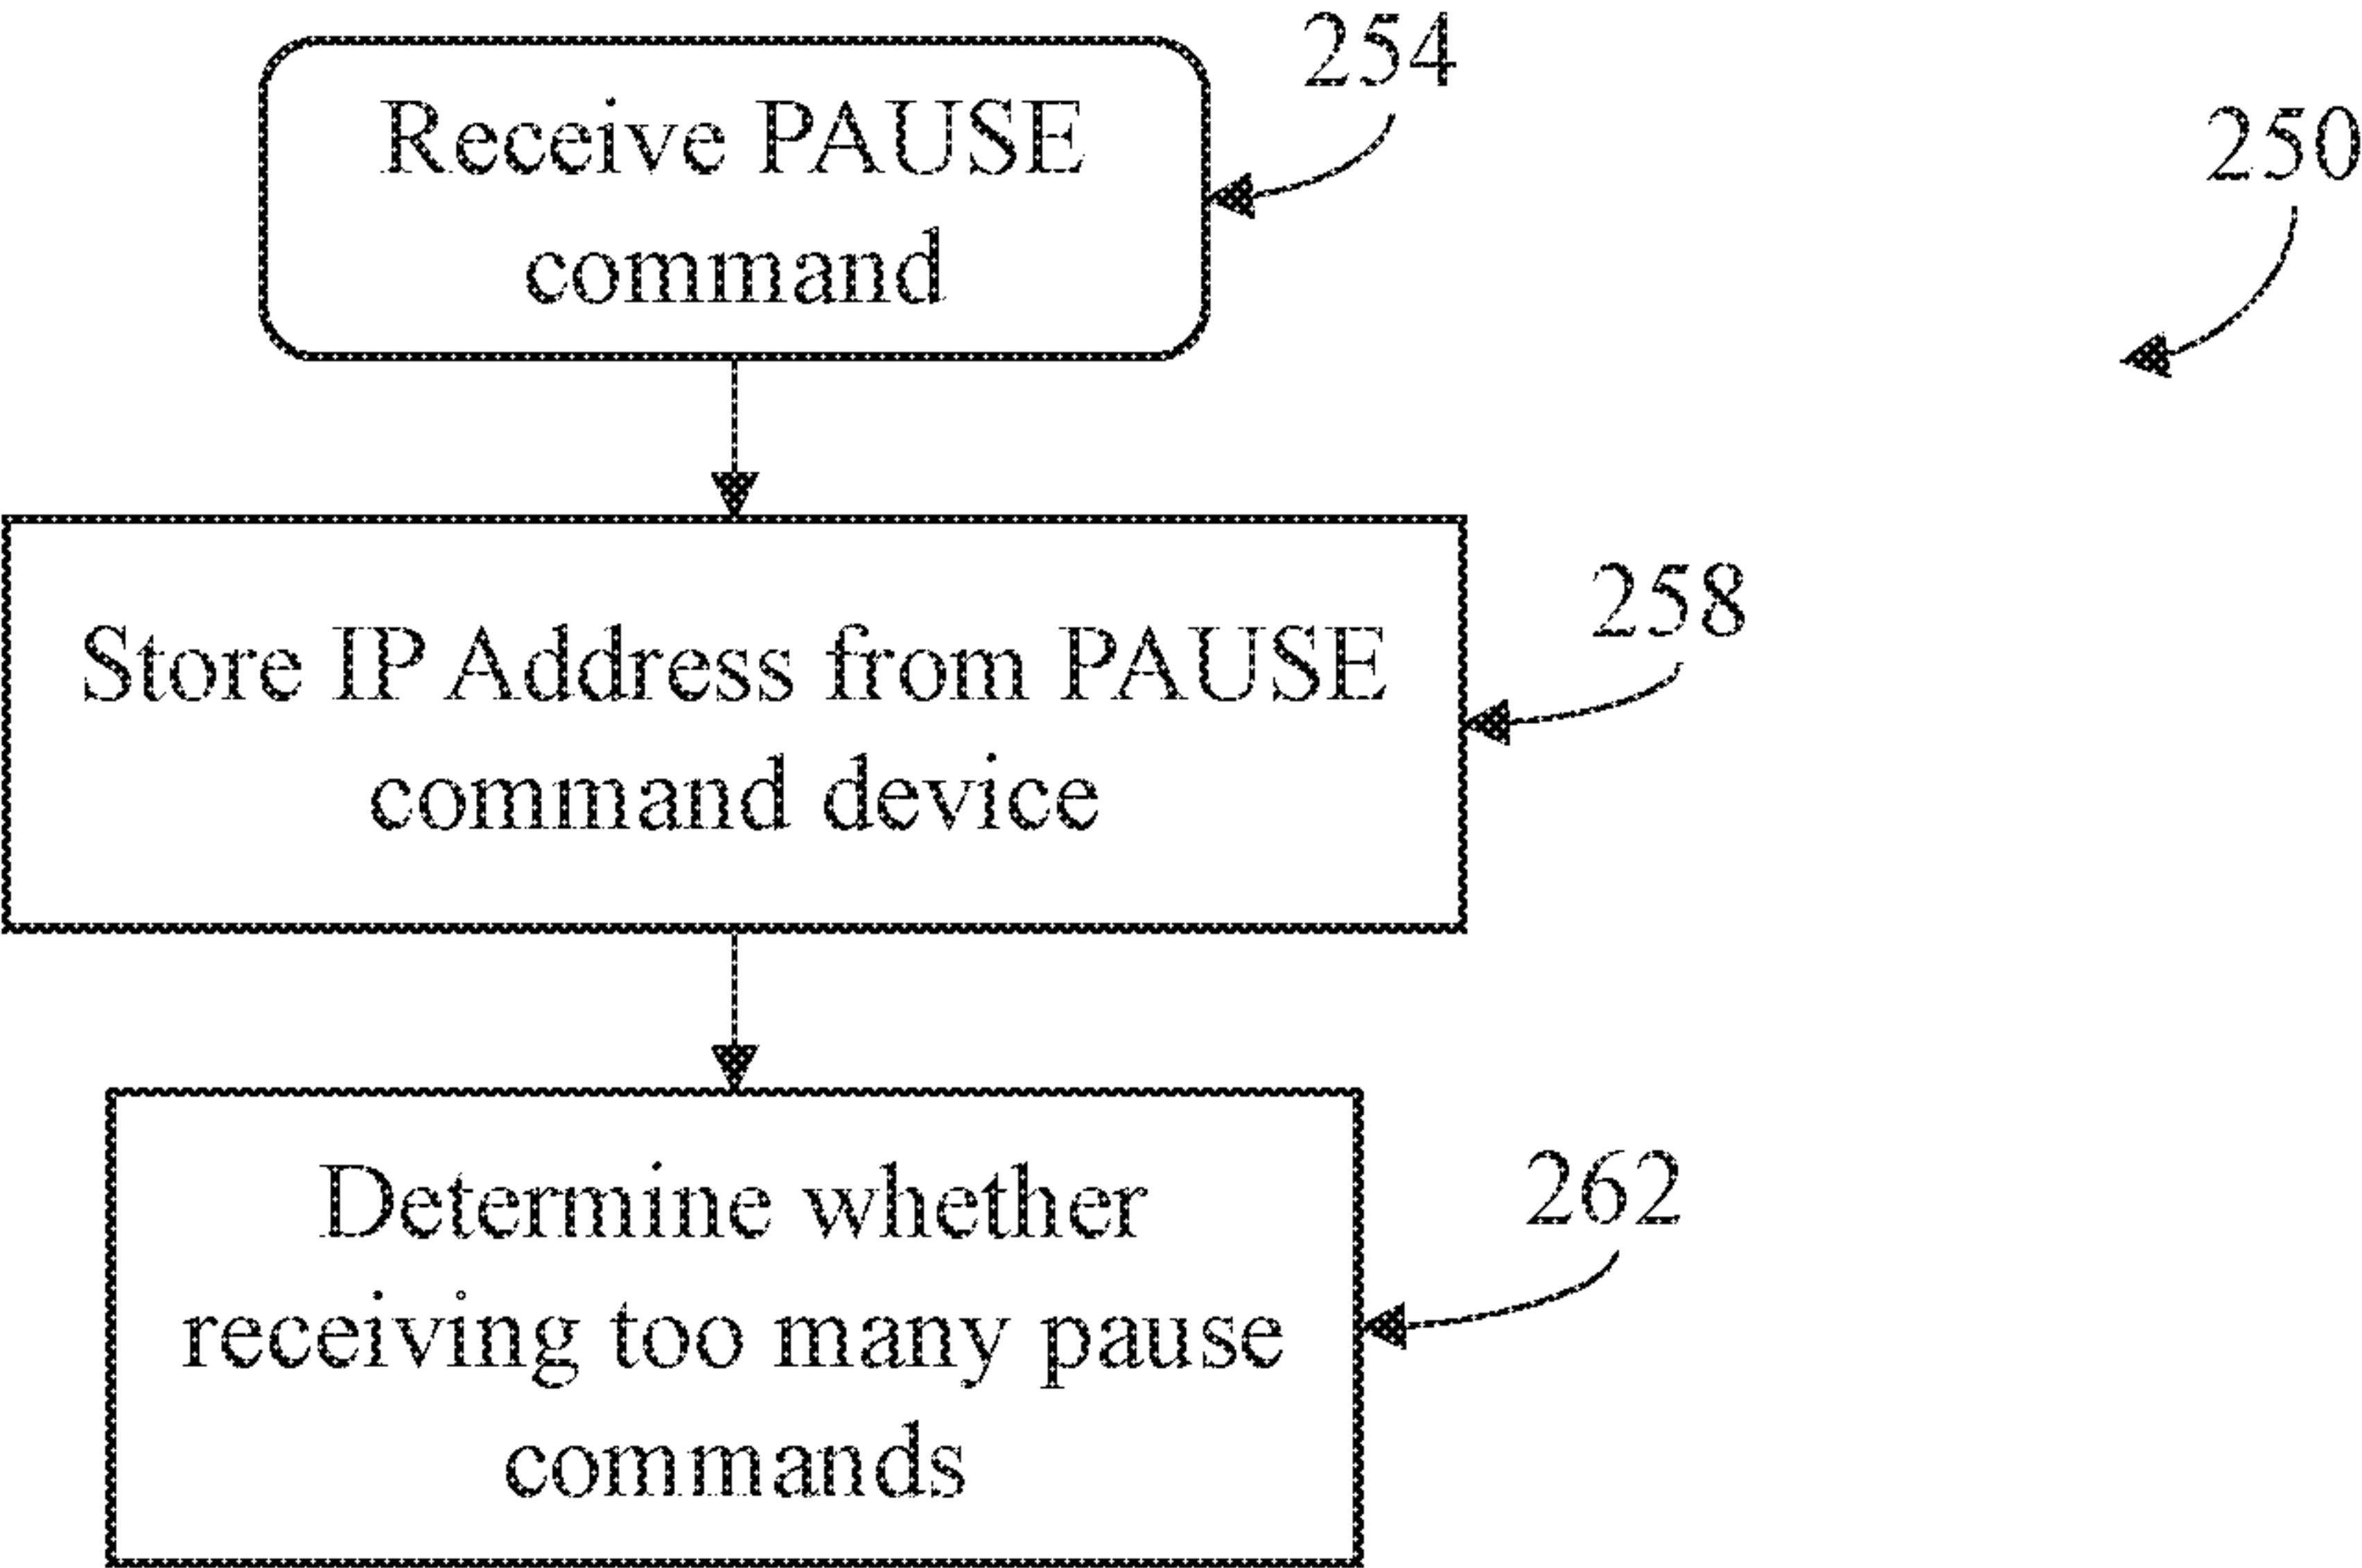 254
Receive PAUSE
command
250
258
Store IP Address from PAUSE
command device
262
Determine whether
receiving too many pause
commands